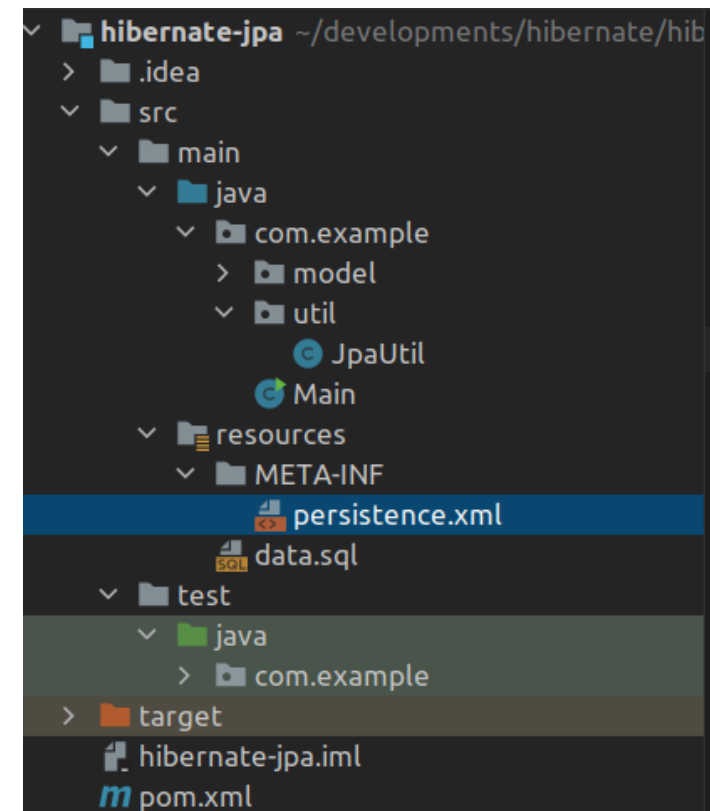 hibernate-jpa ~/developments/hibernate/hib
.idea
src
main
java
com.example
model
util
C JpaUtil
C Main
resources
META-INF
<> persistence.xml
SQL data.sql
test
java
com.example
target
hibernate-jpa.iml
m pom.xml